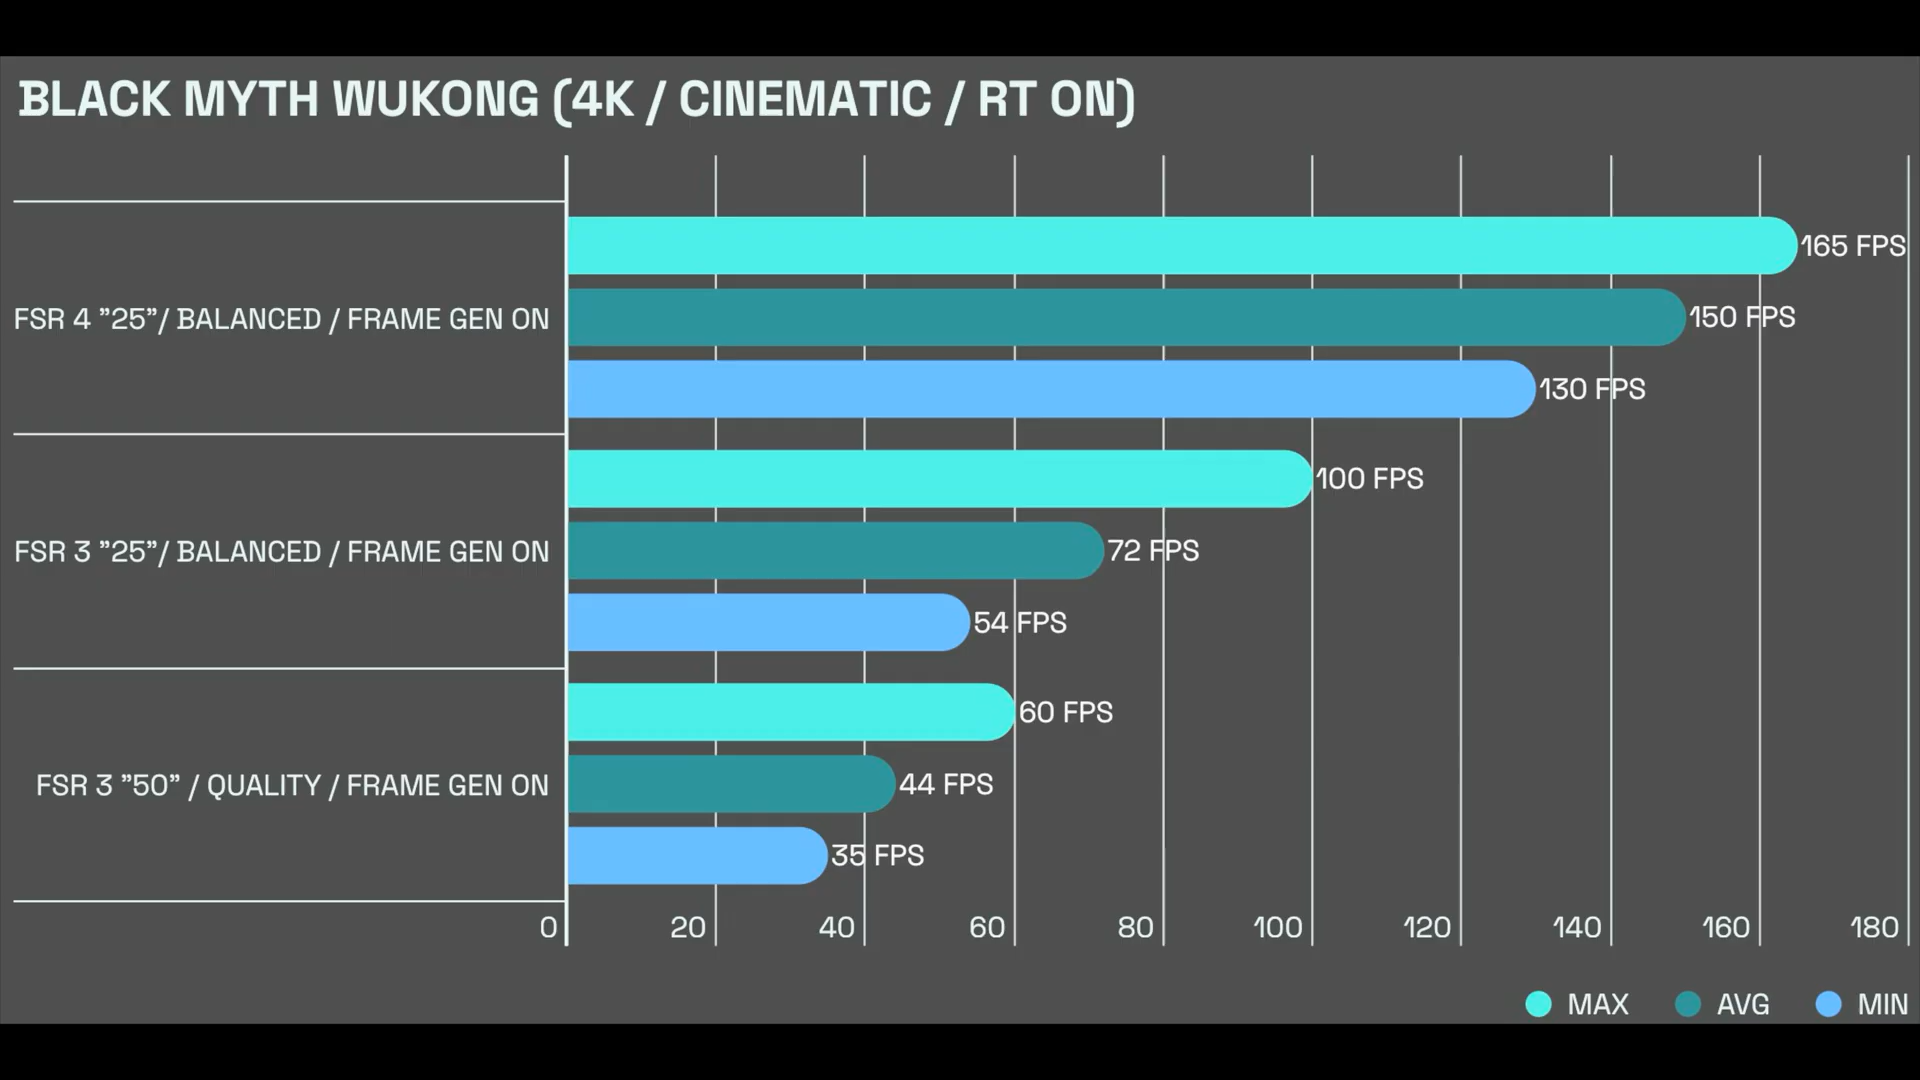 BLACK MYTH WUKONG (4K / CINEMATIC / RT ON)
165 FPS
FSR 4 ”25”/ BALANCED / FRAME GEN ON
150 FPS
130 FPS
100 FPS
FSR 3 ”25”/ BALANCED / FRAME GEN ON
72 FPS
54 FPS
60 FPS
FSR 3 ”50” / QUALITY / FRAME GEN ON
44 FPS
35 FPS
0 20 40 60 80 100 120 140 160 180
MAX AVG MIN